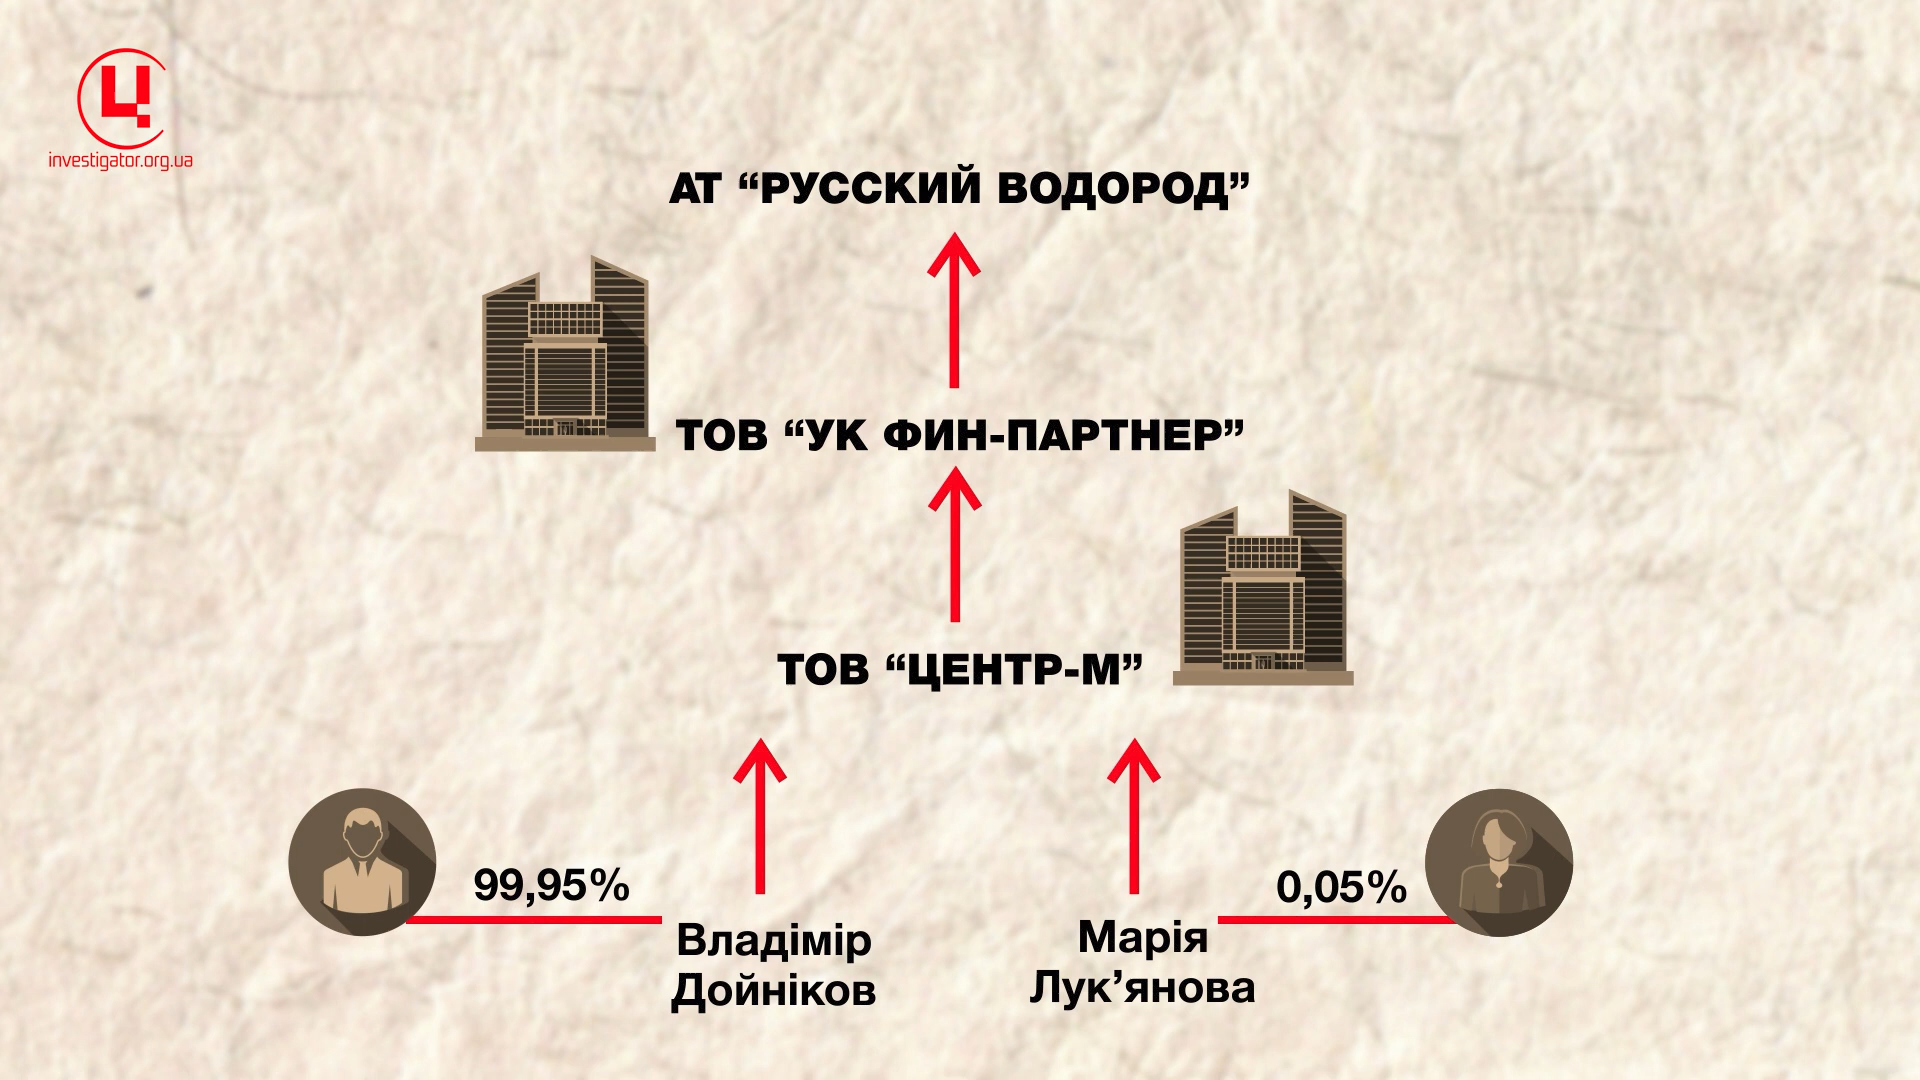 Ц
investigator.org.ua
АТ “РУССКИЙ ВОДОРОД”
ТОВ “УК ФИН-ПАРТНЕР”
ТОВ “ЦЕНТР-М”
99,95%
0,05%
Владімір
Дойніков
Марія
Лук’янова